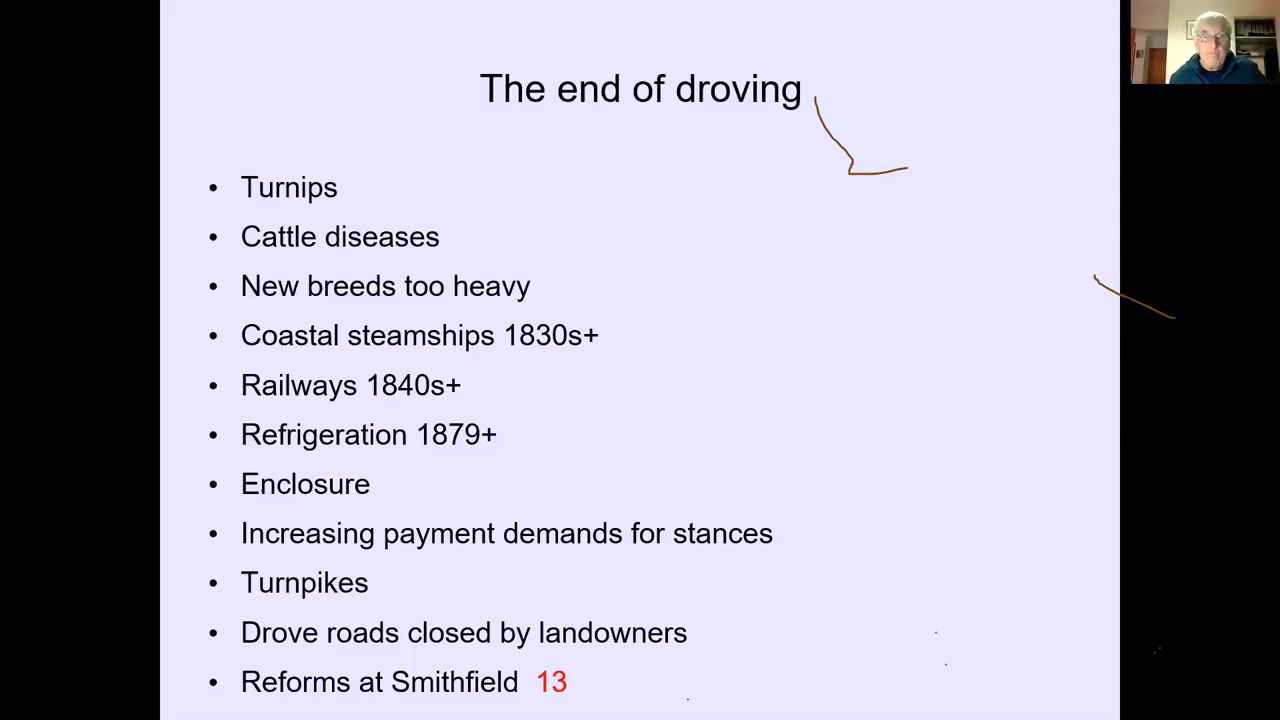 The end of droving
• Turnips
• Cattle diseases
• New breeds too heavy
• Coastal steamships 1830s+
• Railways 1840s+
• Refrigeration 1879+
• Enclosure
• Increasing payment demands for stances
• Turnpikes
• Drove roads closed by landowners
• Reforms at Smithfield 13